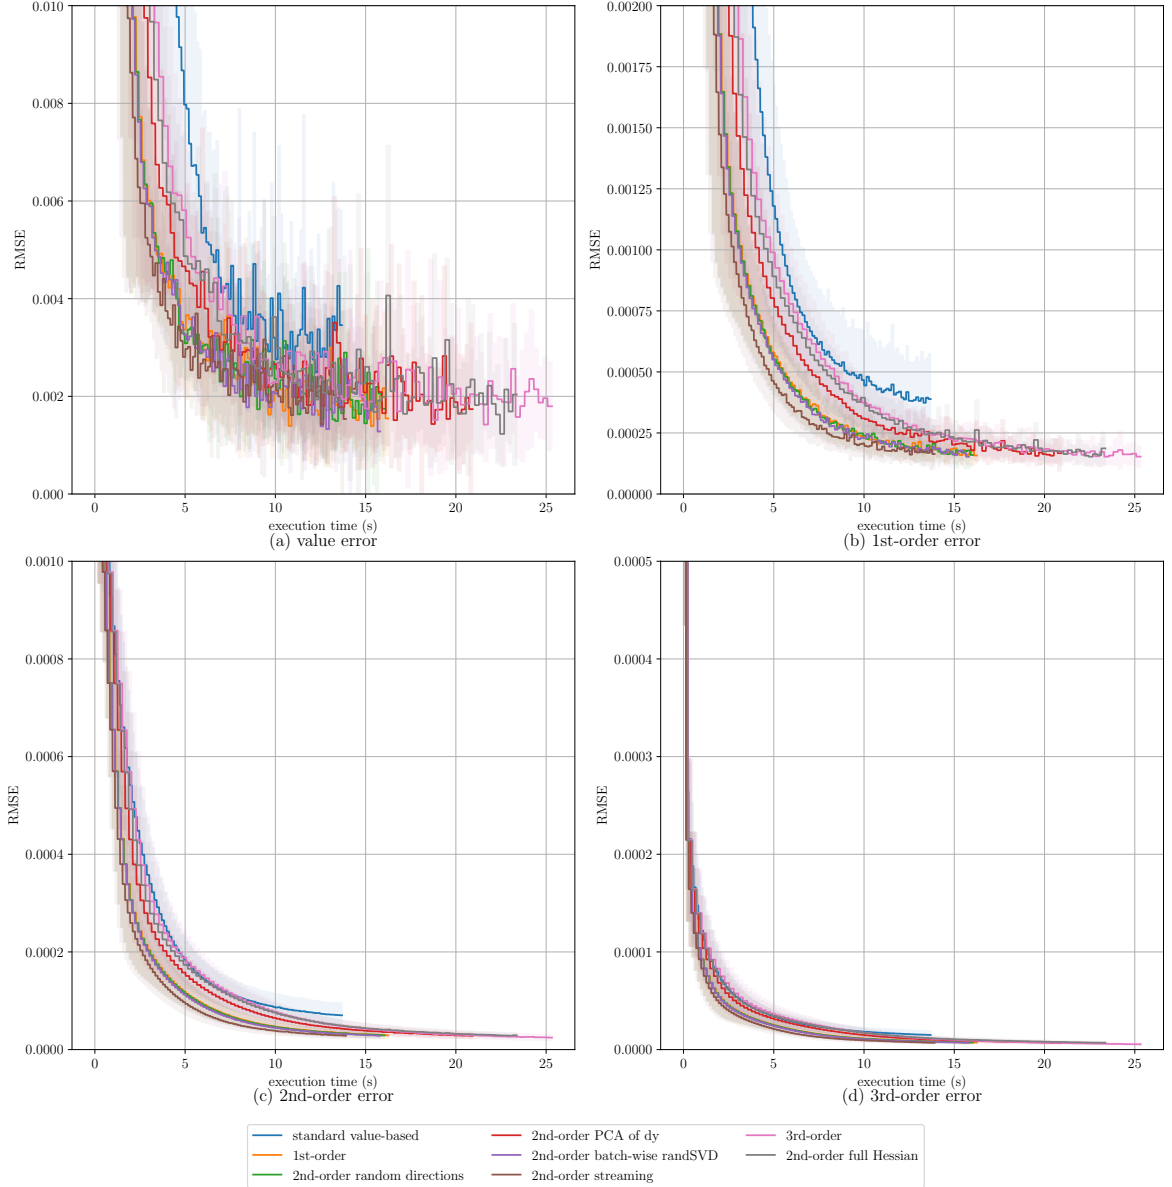 0.010
0.008
0.006
0.004
0.002
0.000
RMSE
0 5 10 15 20 25
execution time (s)
(a) value error
0.00200
0.00175
0.00150
0.00125
0.00100
0.00075
0.00050
0.00025
0.00000
RMSE
0 5 10 15 20 25
execution time (s)
(b) 1st-order error
0.0010
0.0008
0.0006
0.0004
0.0002
0.0000
RMSE
0 5 10 15 20 25
execution time (s)
(c) 2nd-order error
0.0005
0.0004
0.0003
0.0002
0.0001
0.0000
RMSE
0 5 10 15 20 25
execution time (s)
(d) 3rd-order error
standard value-based
1st-order
2nd-order random directions
2nd-order PCA of dy
2nd-order batch-wise randSVD
2nd-order streaming
3rd-order
2nd-order full Hessian